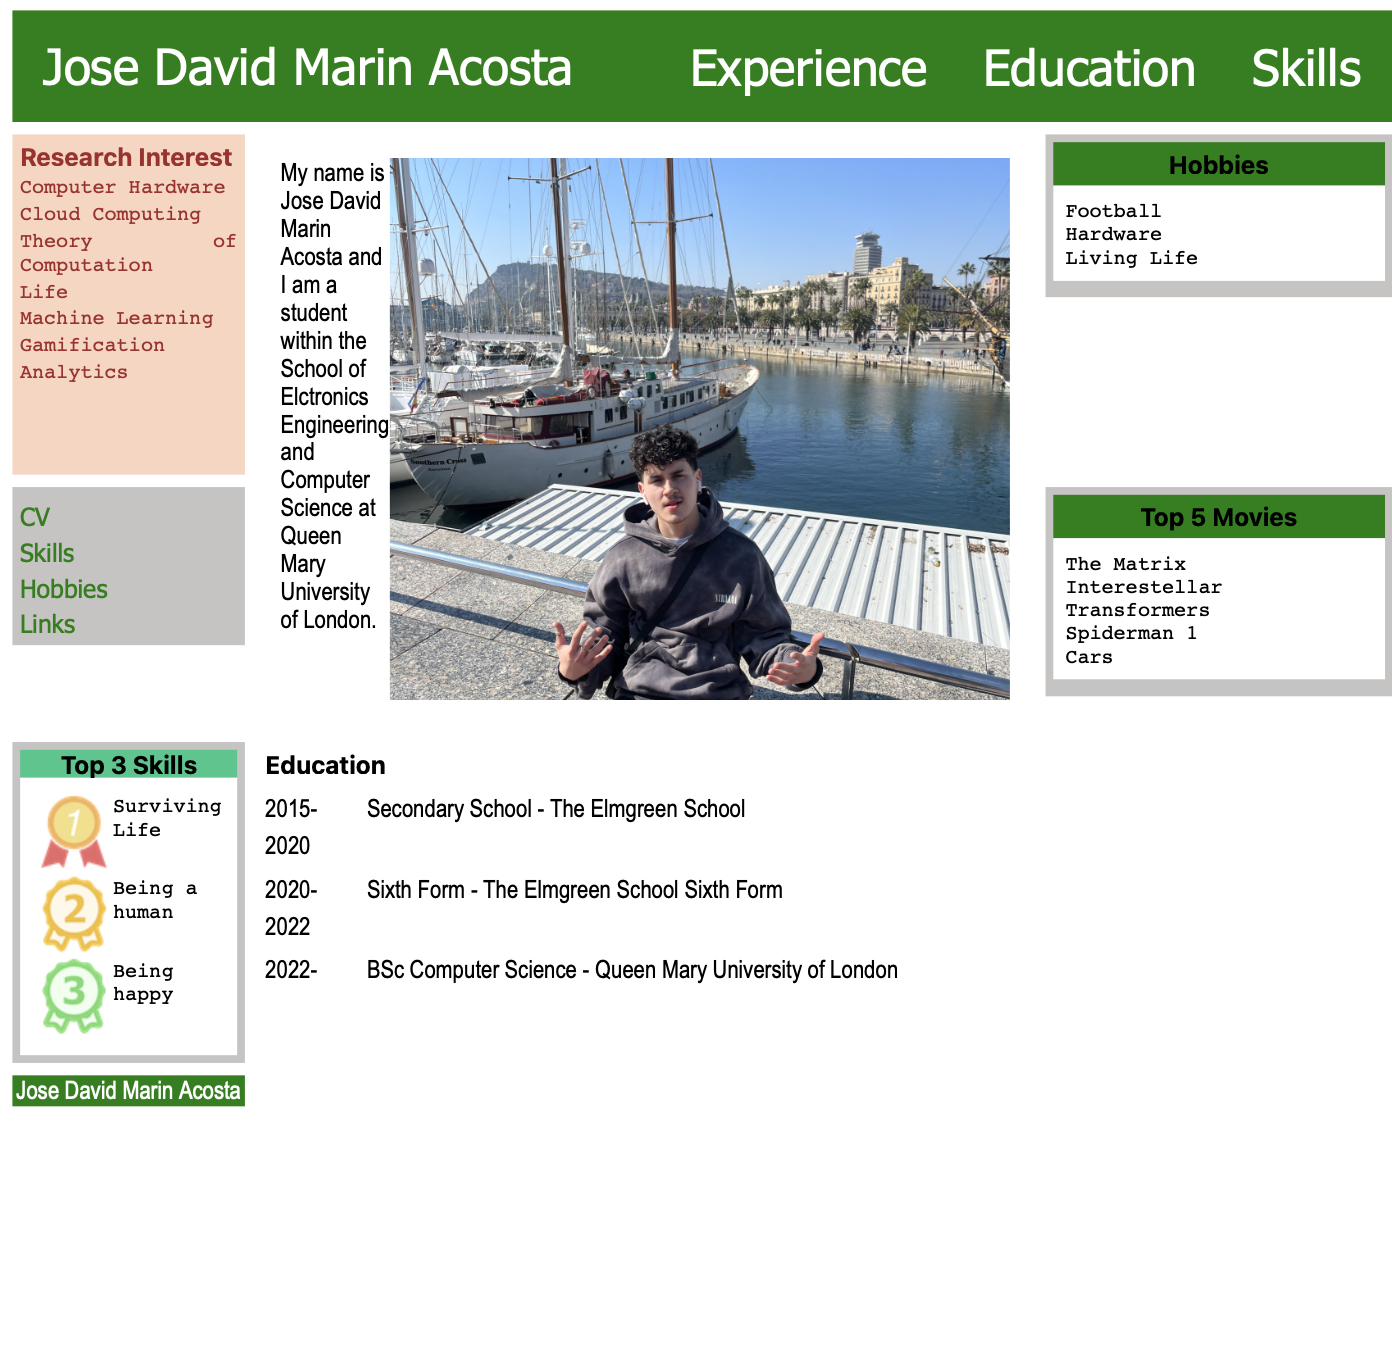 Jose David Marin Acosta
Experience
Education
Skills
Research Interest
Computer Hardware
Cloud Computing
Theory of
Computation
Life
Machine Learning
Gamification
Analytics
CV
Skills
Hobbies
Links
My name is
Jose David
Marin
Acosta and
I am a
student
within the
School of
Elctronics
Engineering
and
Computer
Science at
Queen
Mary
University
of London.
Southern Cross
Hobbies
Football
Hardware
Living Life
Top 5 Movies
The Matrix
Interestellar
Transformers
Spiderman 1
Cars
Top 3 Skills
1
Surviving
Life
2
Being a
human
3
Being
happy
Education
2015-
2020
Secondary School - The Elmgreen School
2020-
2022
Sixth Form - The Elmgreen School Sixth Form
2022-
BSc Computer Science - Queen Mary University of London
Jose David Marin Acosta